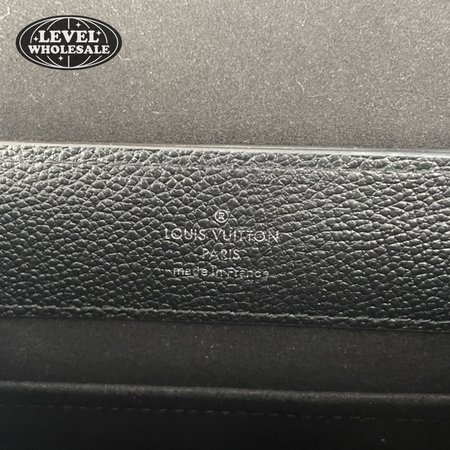 LEVEL
WHOLESALE
®
LOUIS VUITTON
PARIS
made in France